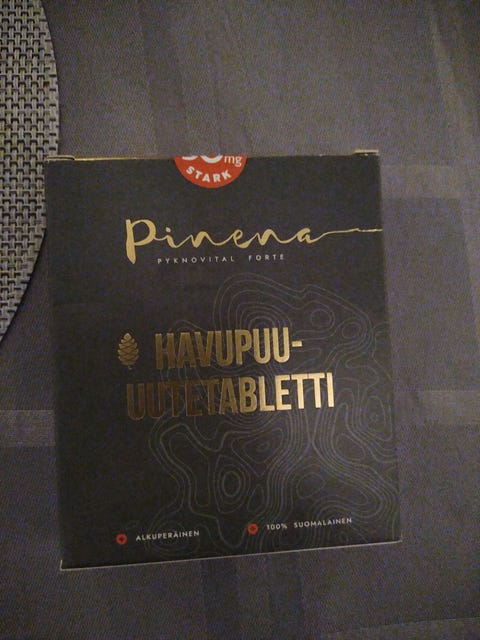 mg
STARK
Pinena
PYKNOVITAL FORTE
HAVUPUU-
UUTETABLETTI
ALKUPERÄINEN
100% SUOMALAINEN